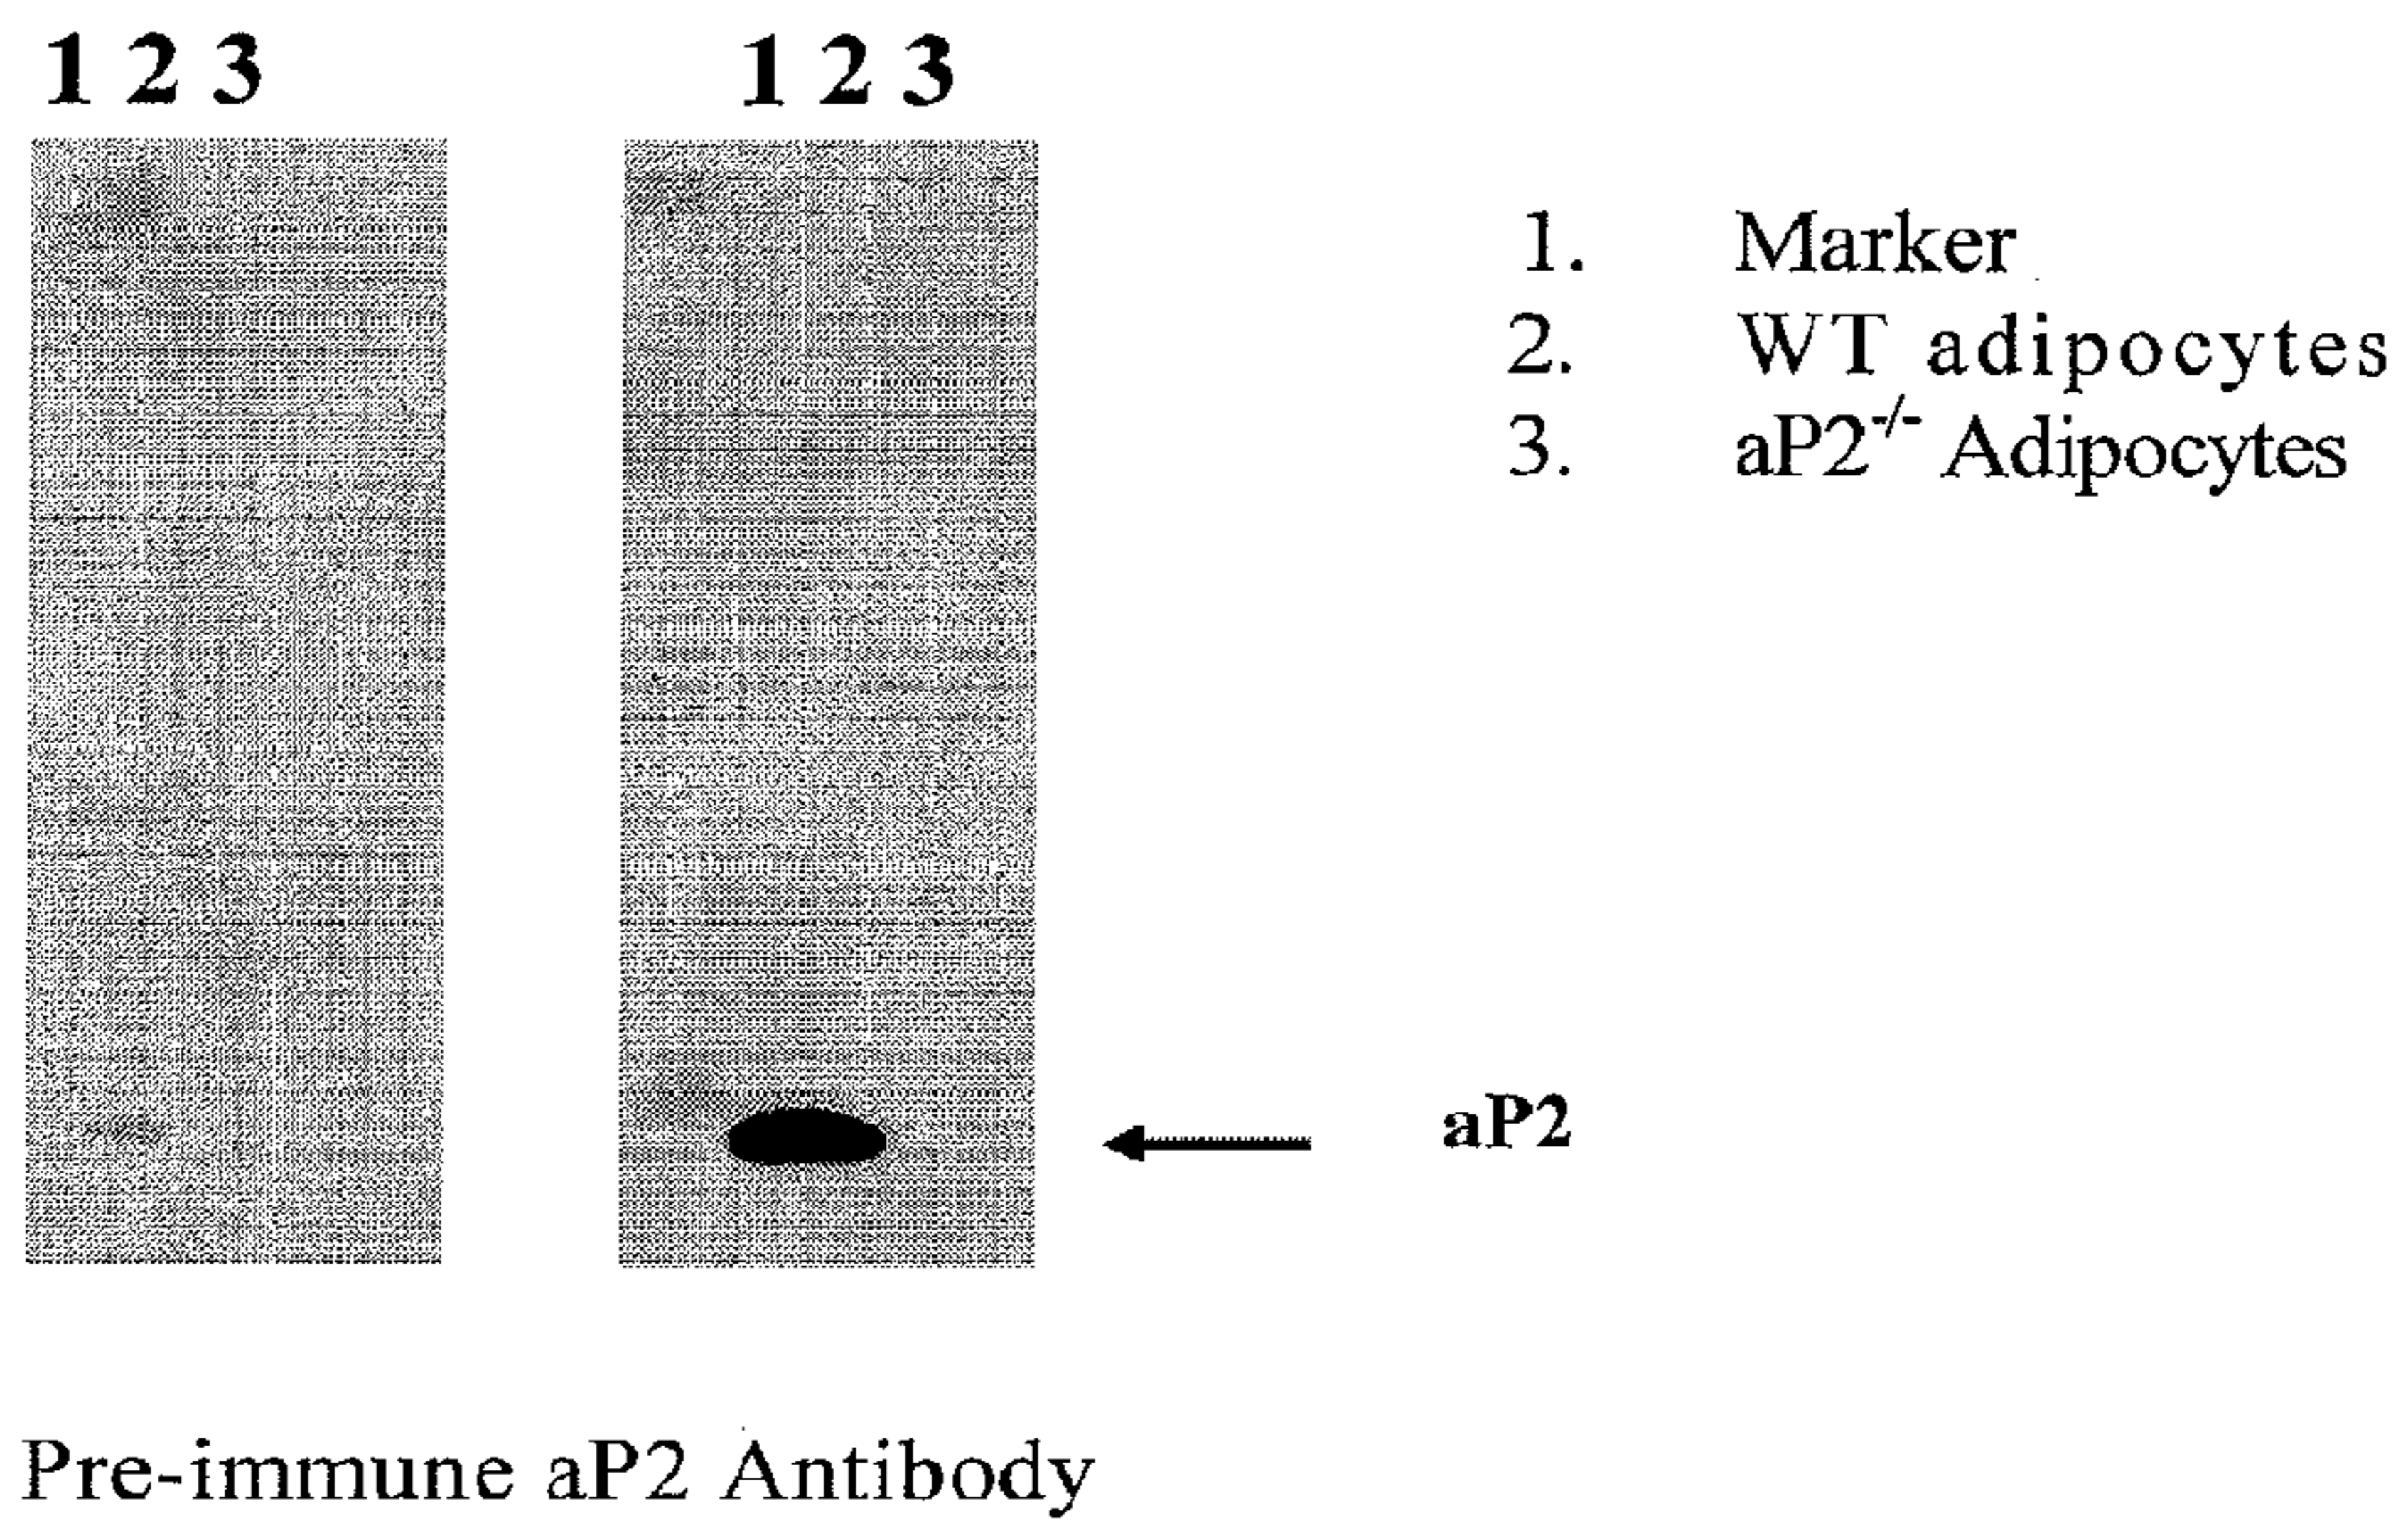 1 2 3
1 2 3
1. Marker
2. WT adipocytes
3. aP2-/- Adipocytes
aP2
Pre-immune aP2 Antibody